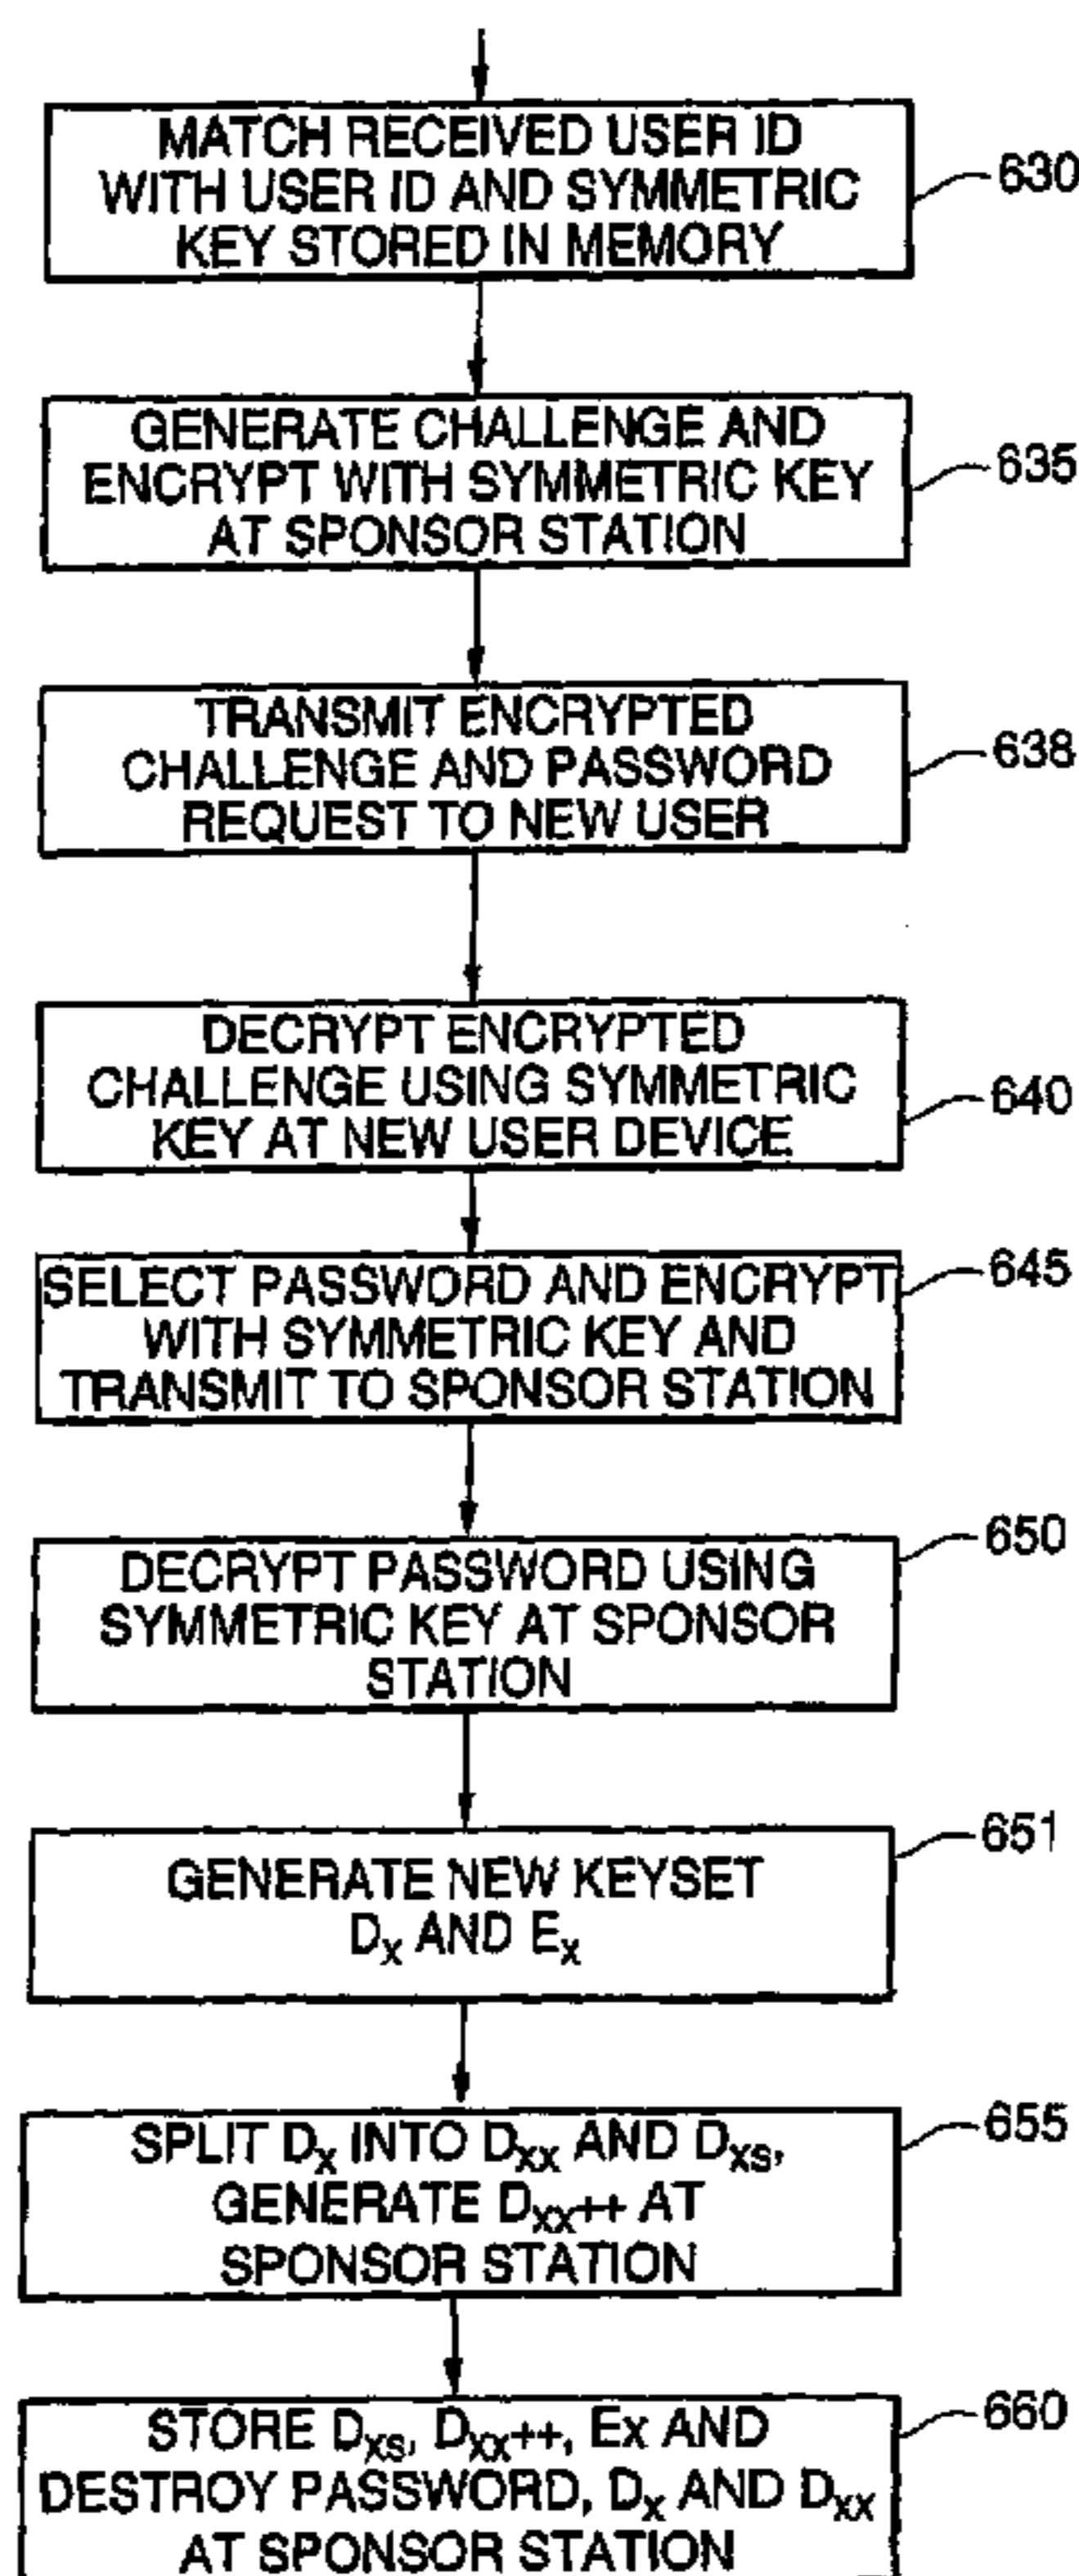 MATCH RECEIVED USER ID
WITH USER ID AND SYMMETRIC
KEY STORED IN MEMORY
630
GENERATE CHALLENGE AND
ENCRYPT WITH SYMMETRIC KEY
AT SPONSOR STATION
635
TRANSMIT ENCRYPTED
CHALLENGE AND PASSWORD
REQUEST TO NEW USER
638
DECRYPT ENCRYPTED
CHALLENGE USING SYMMETRIC
KEY AT NEW USER DEVICE
640
SELECT PASSWORD AND ENCRYPT
WITH SYMMETRIC KEY AND
TRANSMIT TO SPONSOR STATION
645
DECRYPT PASSWORD USING
SYMMETRIC KEY AT SPONSOR
STATION
650
GENERATE NEW KEYSET
Dx AND Ex
651
SPLIT Dx INTO Dxx AND Dxs,
GENERATE Dxx++ AT
SPONSOR STATION
655
STORE Dxs, Dxx++, Ex AND
DESTROY PASSWORD, Dx AND Dxx
AT SPONSOR STATION
660